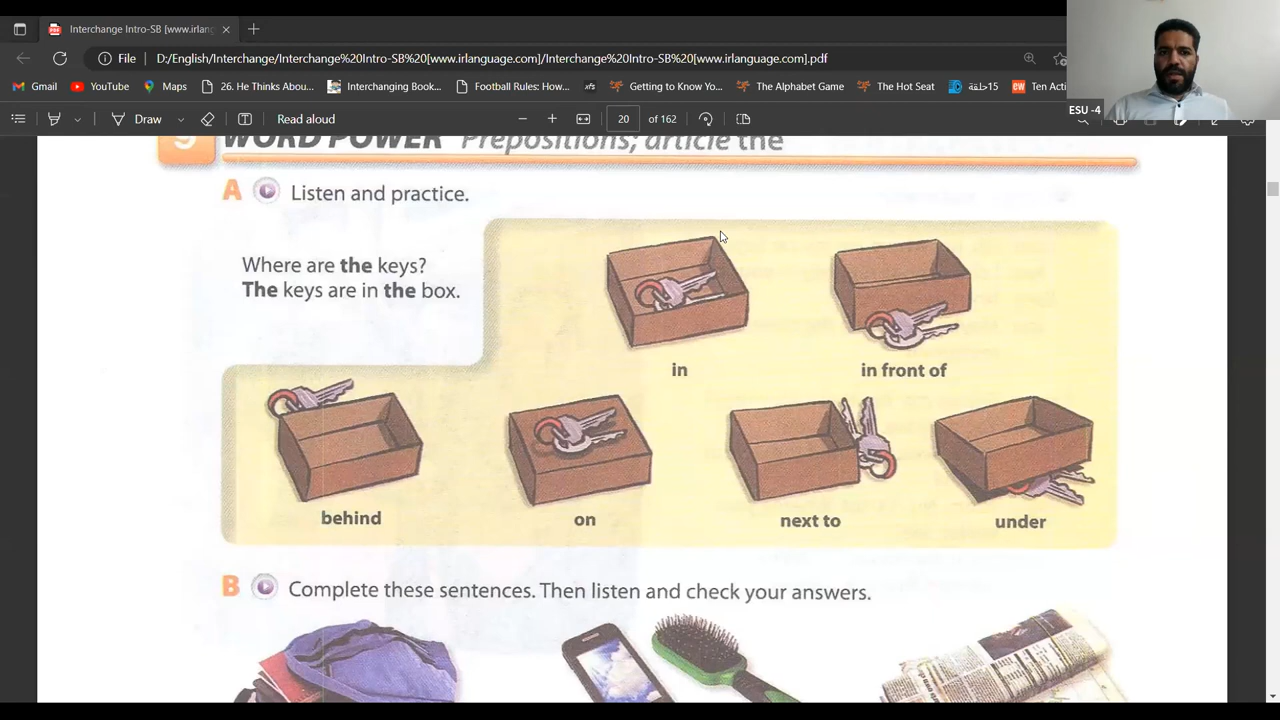 Interchange Intro-SB [www.irlang
File D:/English/Interchange/Interchange%20Intro-SB%20[www.irlanguage.com]/Interchange%20Intro-SB%20[www.irlanguage.com].pdf
Gmail YouTube Maps 26. He Thinks Abou... Interchanging Book... Football Rules: How... xfs Getting to Know Yo... The Alphabet Game The Hot Seat 15حلقة ew Ten Acti
ESU -4
Draw Read aloud 20 of 162
9 WORD POWER Prepositions; article the
A Listen and practice.
Where are the keys?
The keys are in the box.
in in front of
behind on next to under
B Complete these sentences. Then listen and check your answers.